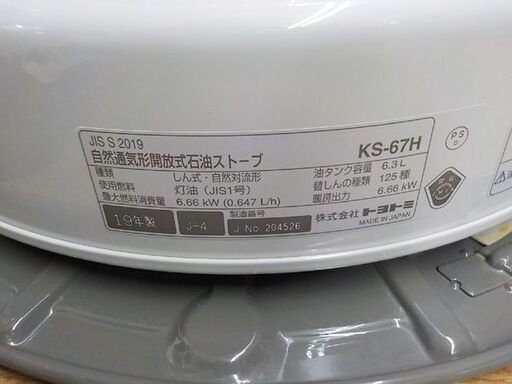 JIS S 2019
自然通気形開放式石油ストーブ KS-67H
種類 しん式・自然対流形 油タンク容量 6.3 L
使用燃料 灯油 (JIS1号) 替しんの種類 125 種
最大燃料消費量 6.66 kW (0.647 L/h) 暖房出力 6.66 kW
19年製 J-4 製造番号 J No. 204526
株式会社トヨトミ
MADE IN JAPAN
PS
C